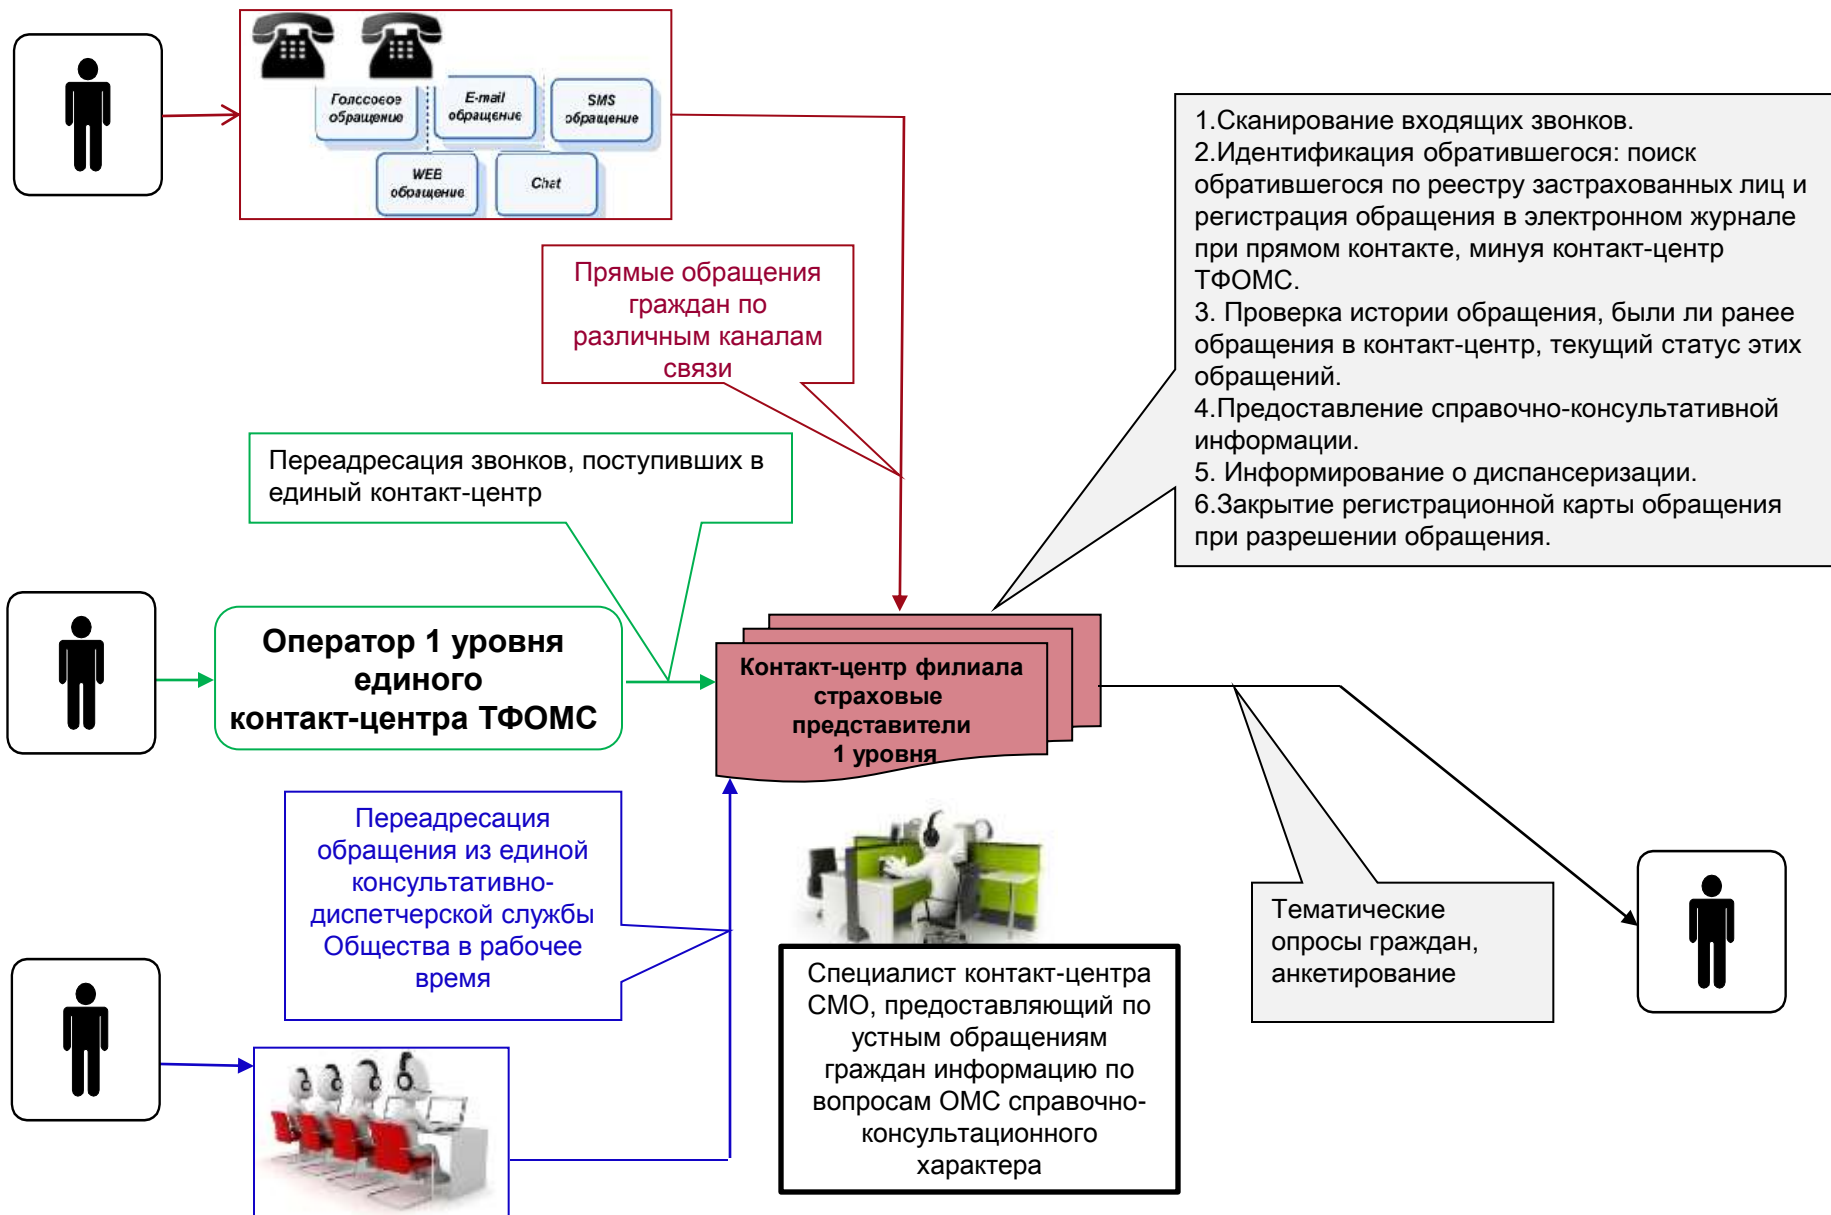 Голссовое
обращение
E-mail
обращение
SMS
обращение
WEB
обращение
Chat
Прямые обращения
граждан по
различным каналам
связи
1.Сканирование входящих звонков.
2.Идентификация обратившегося: поиск
обратившегося по реестру застрахованных лиц и
регистрация обращения в электронном журнале
при прямом контакте, минуя контакт-центр
ТФОМС.
3. Проверка истории обращения, были ли ранее
обращения в контакт-центр, текущий статус этих
обращений.
4.Предоставление справочно-консультативной
информации.
5. Информирование о диспансеризации.
6.Закрытие регистрационной карты обращения
при разрешении обращения.
Переадресация звонков, поступивших в
единый контакт-центр
Оператор 1 уровня
единого
контакт-центра ТФОМС
Контакт-центр филиала
страховые
представители
1 уровня
Переадресация
обращения из единой
консультативно-
диспетчерской службы
Общества в рабочее
время
Специалист контакт-центра
СМО, предоставляющий по
устным обращениям
граждан информацию по
вопросам ОМС справочно-
консультационного
характера
Тематические
опросы граждан,
анкетирование